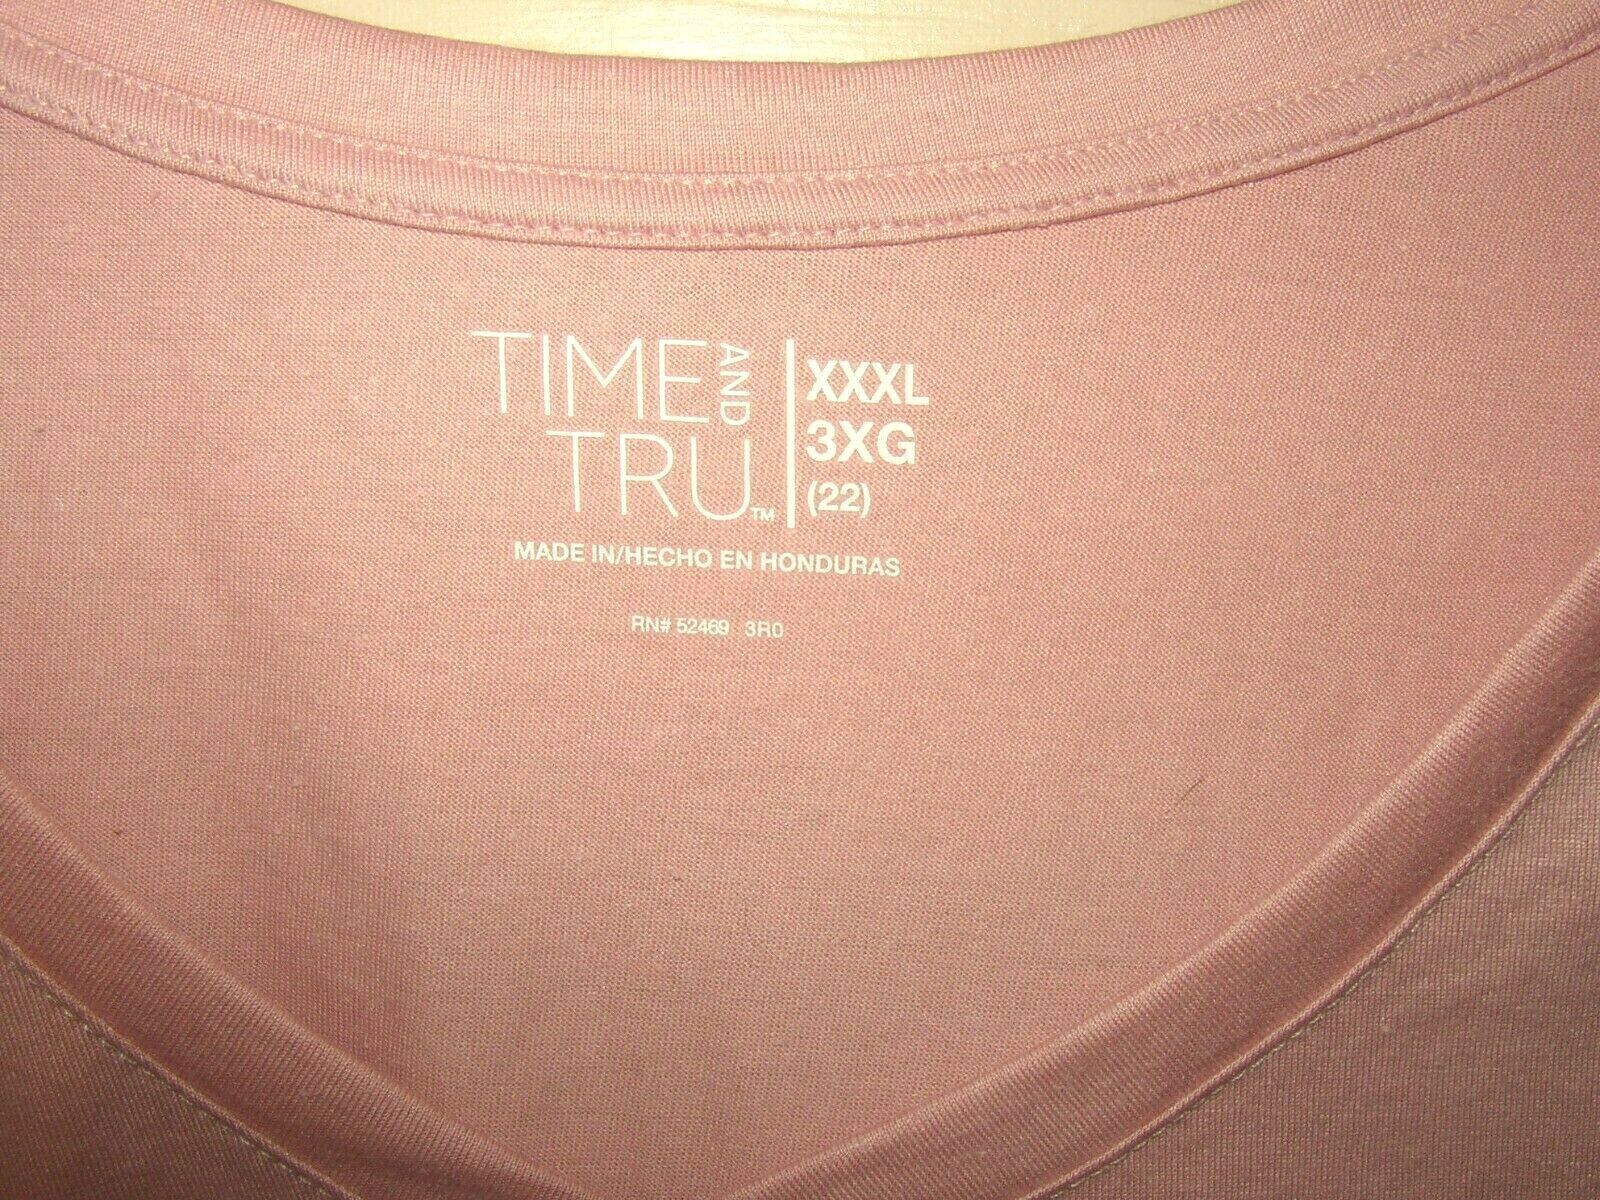 TIME AND
TRU™
XXXL
3XG
(22)
MADE IN/HECHO EN HONDURAS
RN# 52469 3R0